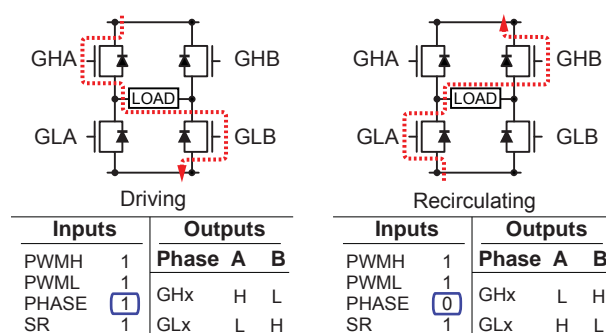 GHA GHB
LOAD
GLA GLB
Driving
Inputs Outputs
PWMH 1 Phase A B
PWML 1
PHASE 1 GHx H L
SR 1 GLx L H
GHA GHB
LOAD
GLA GLB
Recirculating
Inputs Outputs
PWMH 1 Phase A B
PWML 1
PHASE 0 GHx L H
SR 1 GLx H L